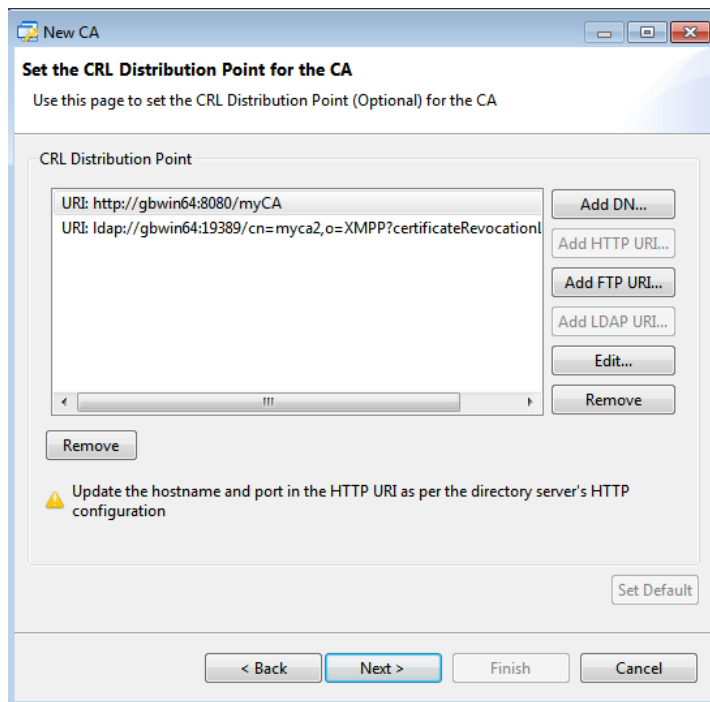 New CA
Set the CRL Distribution Point for the CA
Use this page to set the CRL Distribution Point (Optional) for the CA
CRL Distribution Point
URI: http://gbwin64:8080/myCA
URI: ldap://gbwin64:19389/cn=myca2,o=XMPP?certificateRevocationl
Add DN...
Add HTTP URI...
Add FTP URI...
Add LDAP URI...
Edit...
Remove
Remove
Update the hostname and port in the HTTP URI as per the directory server's HTTP
configuration
Set Default
< Back
Next >
Finish
Cancel